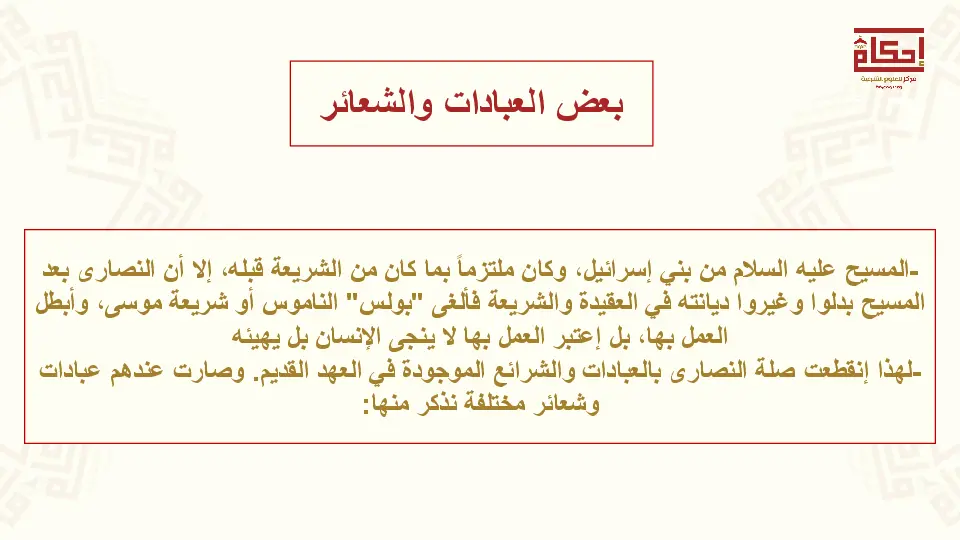 إحكام
مركز للعلوم الشرعية
بعض العبادات والشعائر
-المسيح عليه السلام من بني إسرائيل، وكان ملتزماً بما كان من الشريعة قبله، إلا أن النصارى بعد
المسيح بدلوا وغيروا ديانته في العقيدة والشريعة فألغى "بولس" الناموس أو شريعة موسى، وأبطل
العمل بها، بل إعتبر العمل بها لا ينجى الإنسان بل يهيئه
-لهذا إنقطعت صلة النصارى بالعبادات والشرائع الموجودة في العهد القديم. وصارت عندهم عبادات
وشعائر مختلفة نذكر منها: